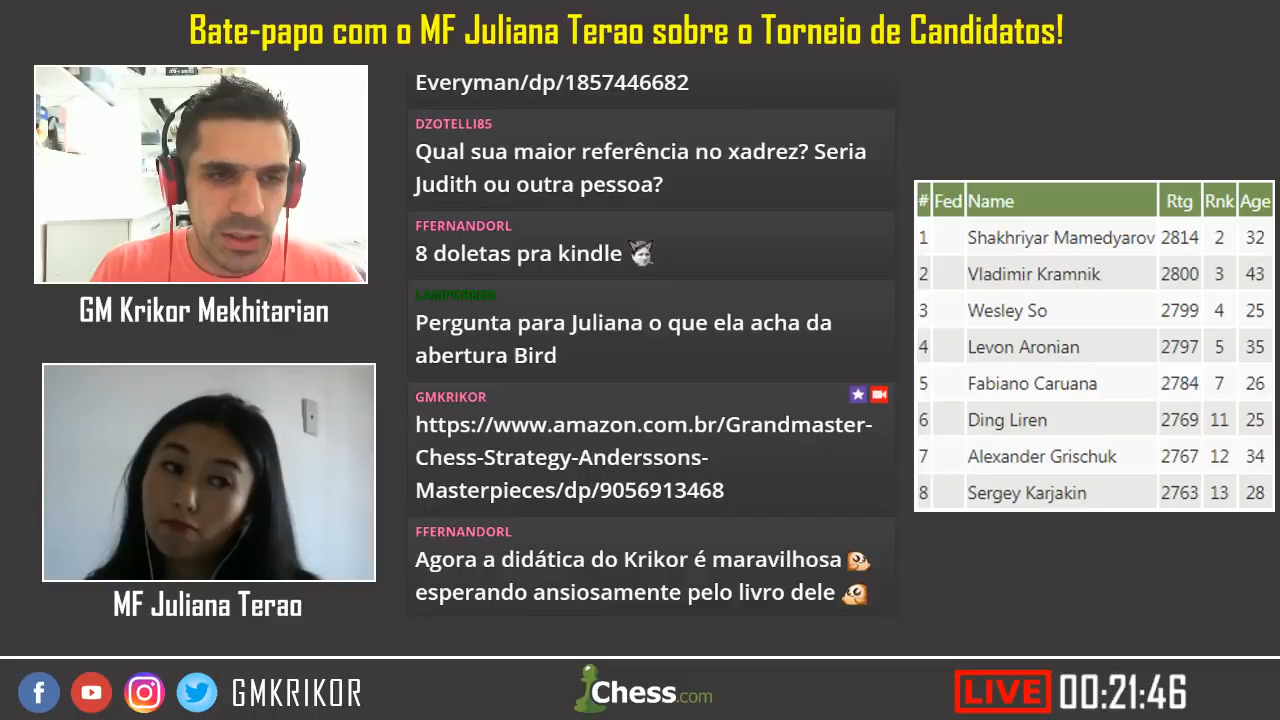 Bate-papo com o MF Juliana Terao sobre o Torneio de Candidatos!
GM Krikor Mekhitarian
MF Juliana Terao
Everyman/dp/1857446682
DZOTELLI85
Qual sua maior referência no xadrez? Seria
Judith ou outra pessoa?
FFERNANDORL
8 doletas pra kindle
Pergunta para Juliana o que ela acha da
abertura Bird
GMKRIKOR
https://www.amazon.com.br/Grandmaster-
Chess-Strategy-Anderssons-
Masterpieces/dp/9056913468
FFERNANDORL
Agora a didática do Krikor é maravilhosa
esperando ansiosamente pelo livro dele
# Fed Name Rtg Rnk Age
1 Shakhriyar Mamedyarov 2814 2 32
2 Vladimir Kramnik 2800 3 43
3 Wesley So 2799 4 25
4 Levon Aronian 2797 5 35
5 Fabiano Caruana 2784 7 26
6 Ding Liren 2769 11 25
7 Alexander Grischuk 2767 12 34
8 Sergey Karjakin 2763 13 28
GMKRIKOR
Chess.com
LIVE 00:21:46